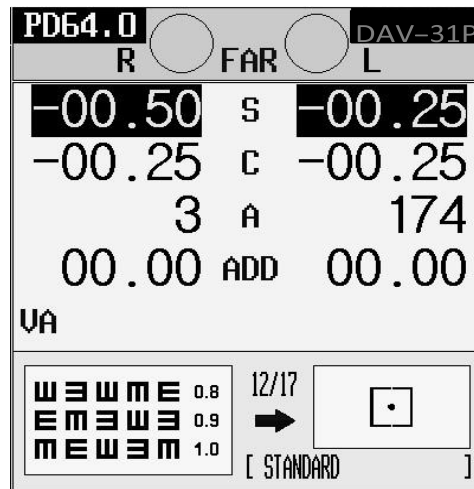 PD64.0 DAV-31P
R FAR L
-00.50 S -00.25
-00.25 C -00.25
3 A 174
00.00 ADD 00.00
VA
12/17
E 0.8
E 0.9
E 1.0
[ STANDARD ]